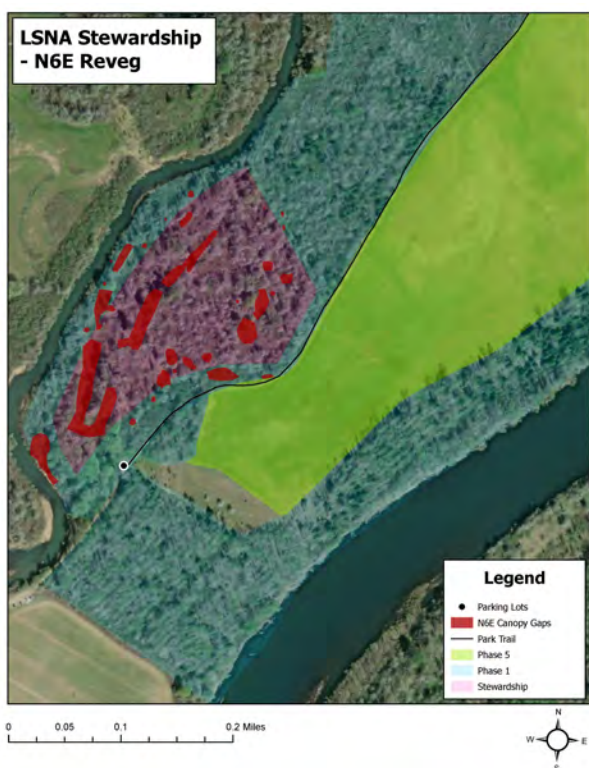 LSNA Stewardship
- N6E Reveg
Legend
Parking Lots
N6E Canopy Gaps
Park Trail
Phase 5
Phase 1
Stewardship
0 0.05 0.1 0.2 Miles
N
W E
S